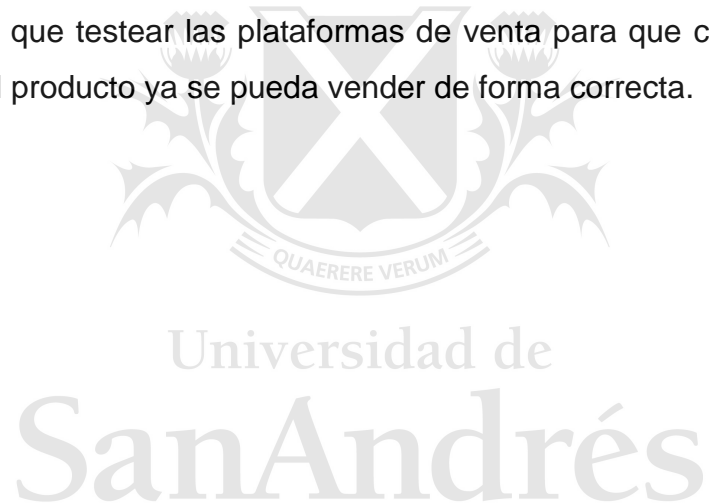 que testear las plataformas de venta para que c
producto ya se pueda vender de forma correcta.
QUAERERE VERUM
Universidad de
SanAndrés